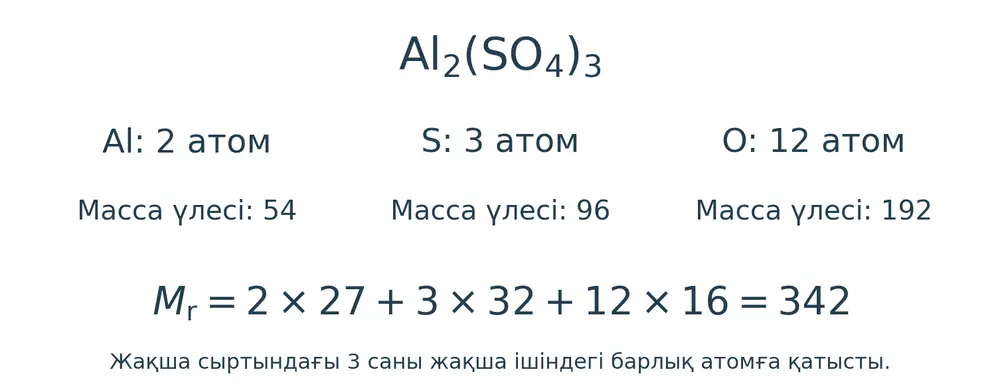 Al₂(SO₄)₃
Al: 2 атом S: 3 атом O: 12 атом
Масса үлесі: 54 Масса үлесі: 96 Масса үлесі: 192
Mᵣ = 2 × 27 + 3 × 32 + 12 × 16 = 342
Жақша сыртындағы 3 саны жақша ішіндегі барлық атомға қатысты.